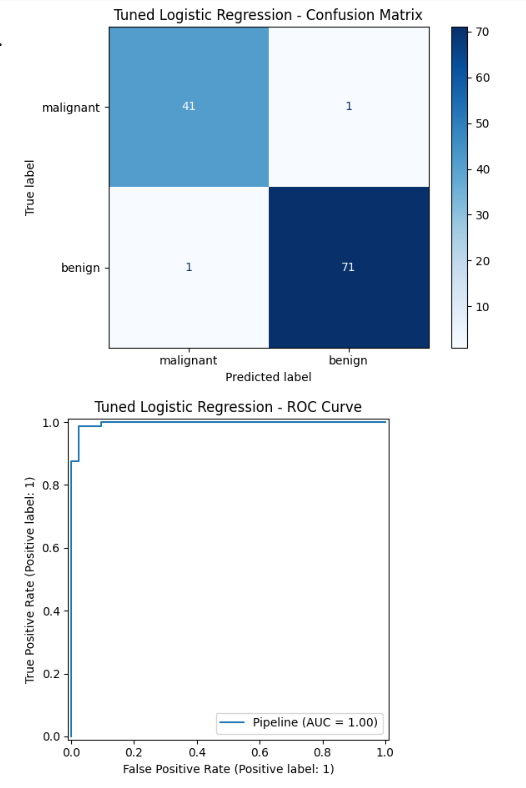 Tuned Logistic Regression - Confusion Matrix
70
60
50
40
30
20
10
True label
malignant
41
1
benign
1
71
malignant
benign
Predicted label
Tuned Logistic Regression - ROC Curve
True Positive Rate (Positive label: 1)
1.0
0.8
0.6
0.4
0.2
0.0
Pipeline (AUC = 1.00)
0.0
0.2
0.4
0.6
0.8
1.0
False Positive Rate (Positive label: 1)